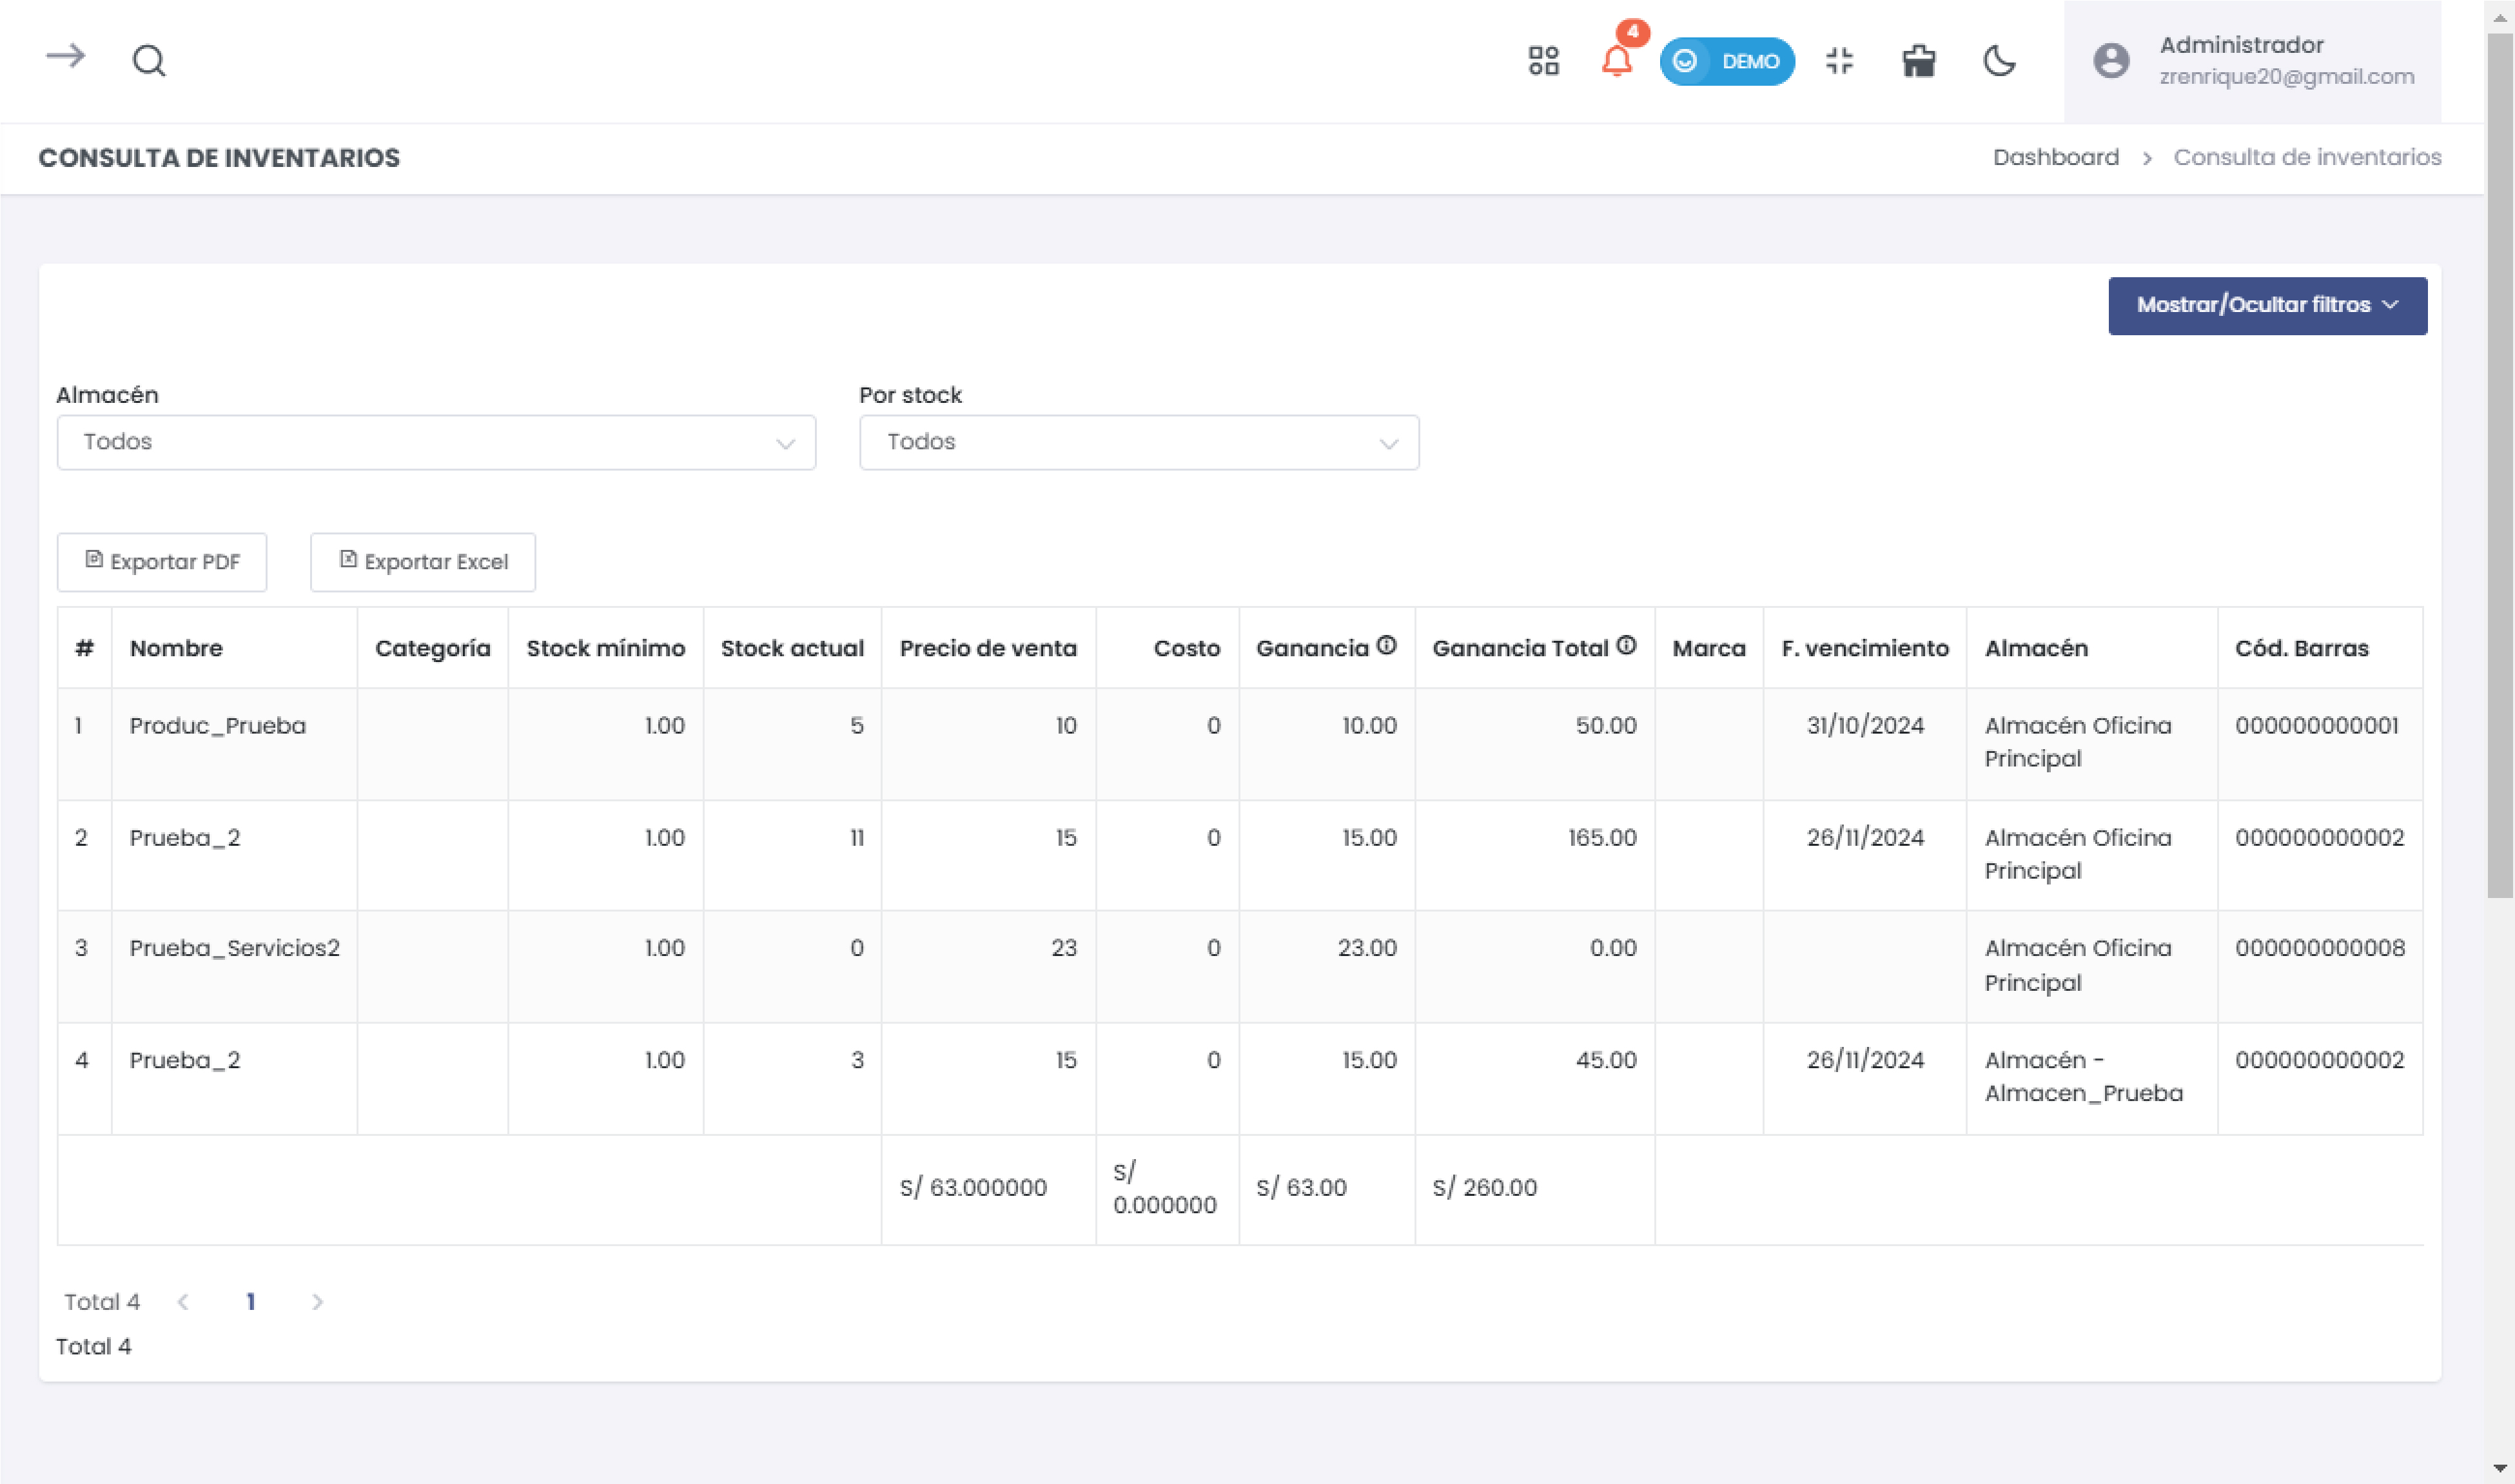 4
DEMO
Administrador
zrenrique20@gmail.com
CONSULTA DE INVENTARIOS
Dashboard > Consulta de inventarios
Mostrar/Ocultar filtros
Almacén Por stock
Todos Todos
Exportar PDF Exportar Excel
# Nombre Categoría Stock mínimo Stock actual Precio de venta Costo Ganancia Ganancia Total Marca F. vencimiento Almacén Cód. Barras
1 Produc_Prueba 1.00 5 10 0 10.00 50.00 31/10/2024 Almacén Oficina 000000000001
Principal
2 Prueba_2 1.00 11 15 0 15.00 165.00 26/11/2024 Almacén Oficina 000000000002
Principal
3 Prueba_Servicios2 1.00 0 23 0 23.00 0.00 Almacén Oficina 000000000008
Principal
4 Prueba_2 1.00 3 15 0 15.00 45.00 26/11/2024 Almacén - 000000000002
Almacen_Prueba
S/ 63.000000 S/ 0.000000 S/ 63.00 S/ 260.00
Total 4 < 1 >
Total 4